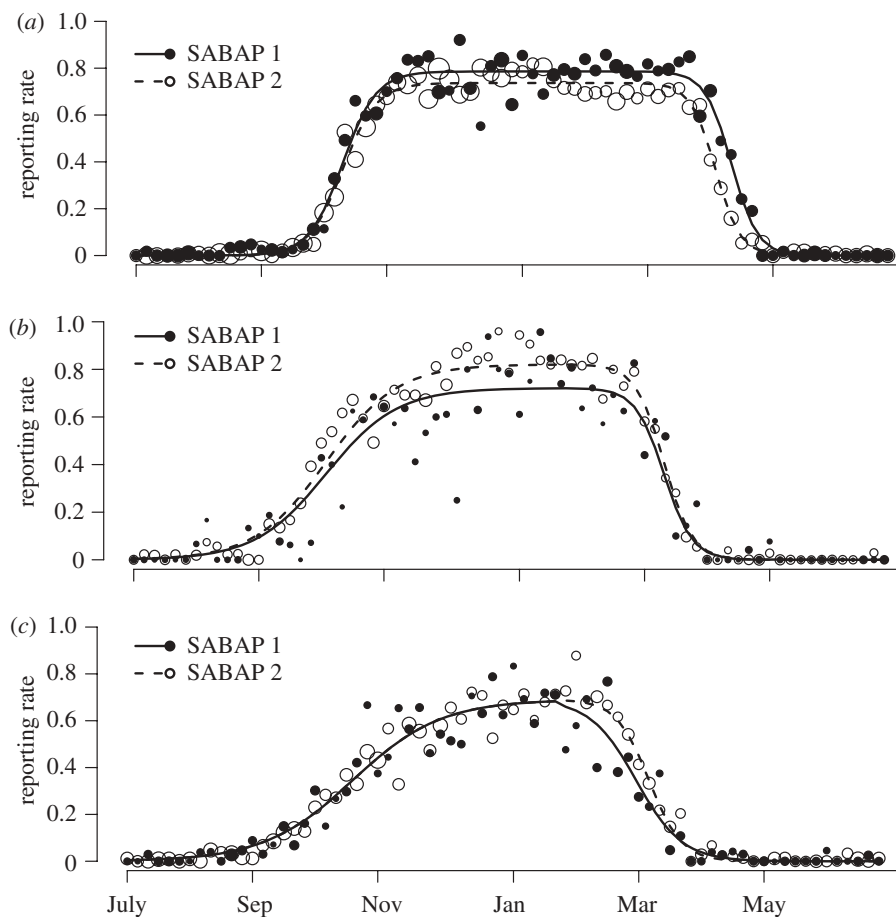 (a)
1.0
0.8
0.6
0.4
0.2
0
reporting rate
SABAP 1
SABAP 2
(b)
1.0
0.8
0.6
0.4
0.2
0
reporting rate
SABAP 1
SABAP 2
(c)
1.0
0.8
0.6
0.4
0.2
0
reporting rate
SABAP 1
SABAP 2
July Sep Nov Jan Mar May